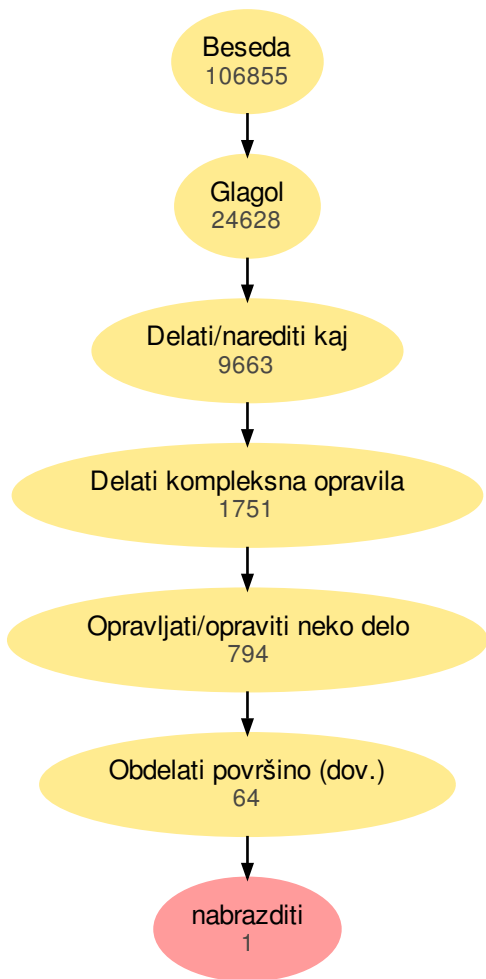 Beseda
106855
Glagol
24628
Delati/narediti kaj
9663
Delati kompleksna opravila
1751
Opravljati/opraviti neko delo
794
Obdelati površino (dov.)
64
nabrazditi
1